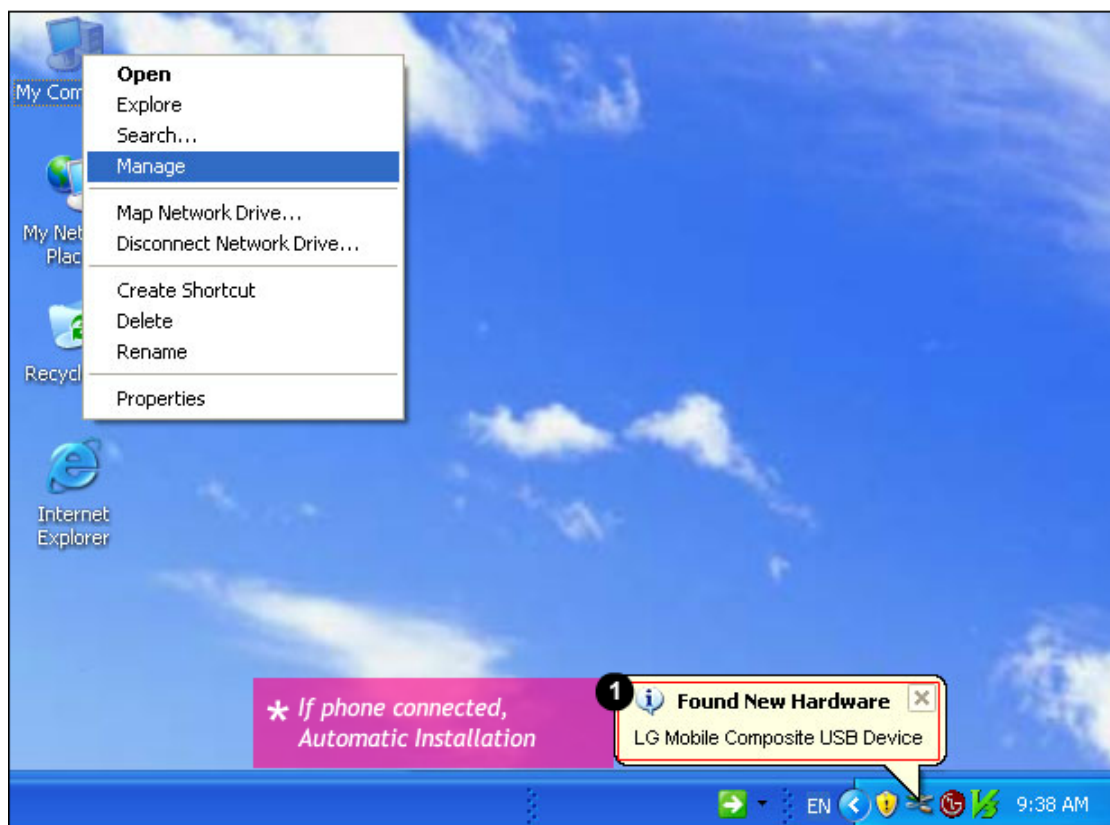 My Com
Open
Explore
Search...
Manage
Map Network Drive...
Disconnect Network Drive...
Create Shortcut
Delete
Rename
Properties
My Net
Plac
Recycl
Internet
Explorer
* If phone connected,
Automatic Installation
1
Found New Hardware
LG Mobile Composite USB Device
EN
9:38 AM